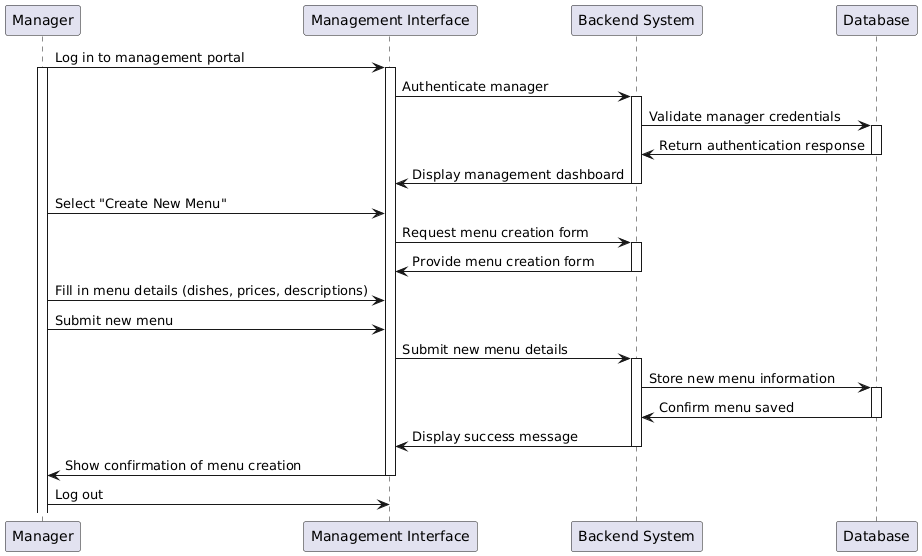 Manager
Management Interface
Backend System
Database
Log in to management portal
Authenticate manager
Validate manager credentials
Return authentication response
Display management dashboard
Select "Create New Menu"
Request menu creation form
Provide menu creation form
Fill in menu details (dishes, prices, descriptions)
Submit new menu
Submit new menu details
Store new menu information
Confirm menu saved
Display success message
Show confirmation of menu creation
Log out
Manager
Management Interface
Backend System
Database